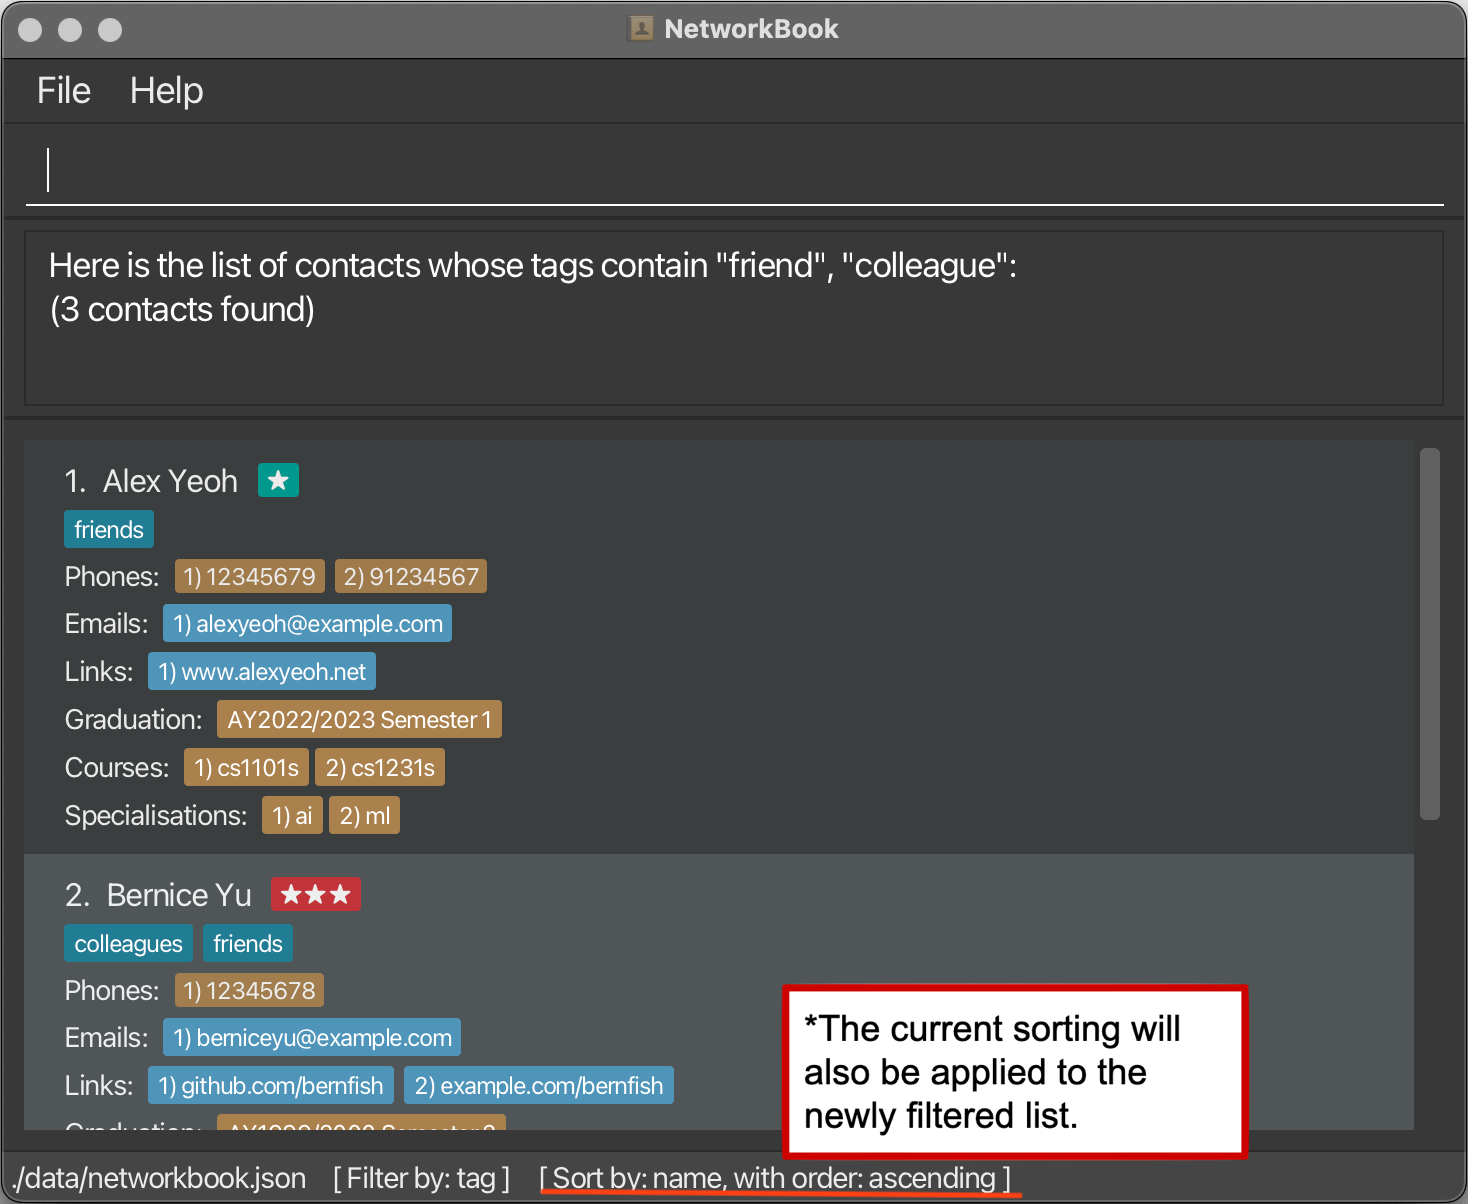 NetworkBook
File Help
Here is the list of contacts whose tags contain "friend", "colleague":
(3 contacts found)
1. Alex Yeoh
friends
Phones: 1) 12345679 2) 91234567
Emails: 1) alexyeoh@example.com
Links: 1) www.alexyeoh.net
Graduation: AY2022/2023 Semester 1
Courses: 1) cs1101s 2) cs1231s
Specialisations: 1) ai 2) ml
2. Bernice Yu
colleagues friends
Phones: 1) 12345678
Emails: 1) berniceyu@example.com
Links: 1) github.com/bernfish 2) example.com/bernfish
*The current sorting will
also be applied to the
newly filtered list.
./data/networkbook.json [ Filter by: tag ] [ Sort by: name, with order: ascending ]